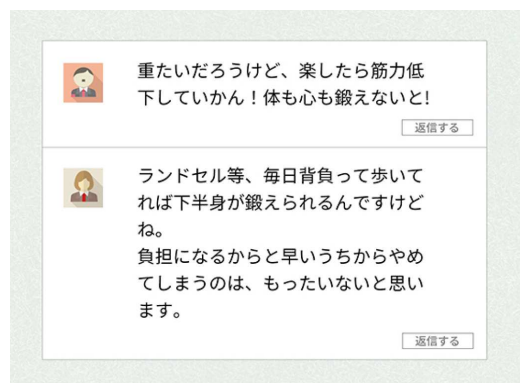 重たいだろうけど、楽したら筋力低
下していかん！体も心も鍛えないと!
返信する
ランドセル等、毎日背負って歩いて
れば下半身が鍛えられるんですけど
ね。
負担になるからと早いうちからやめ
てしまうのは、もったいないと思い
ます。
返信する